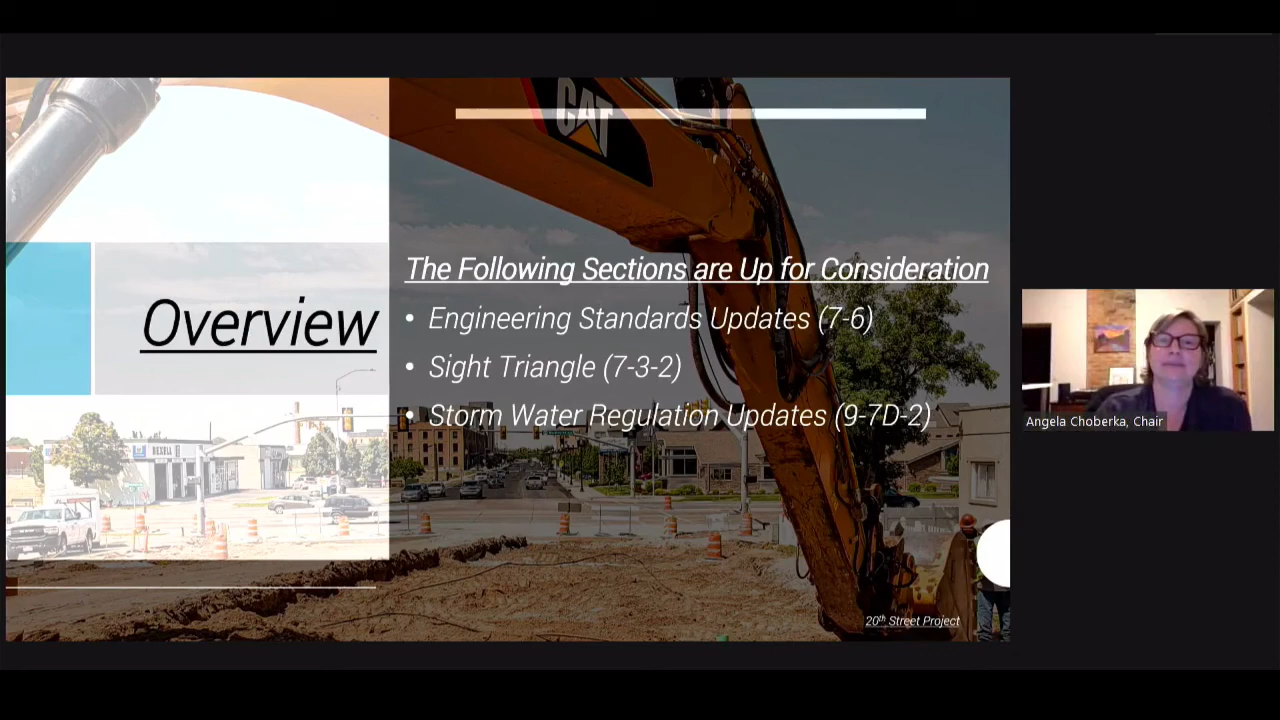 CAT
Overview
The Following Sections are Up for Consideration
• Engineering Standards Updates (7-6)
• Sight Triangle (7-3-2)
• Storm Water Regulation Updates (9-7D-2)
REXELL
20th Street Project
Angela Choberka, Chair